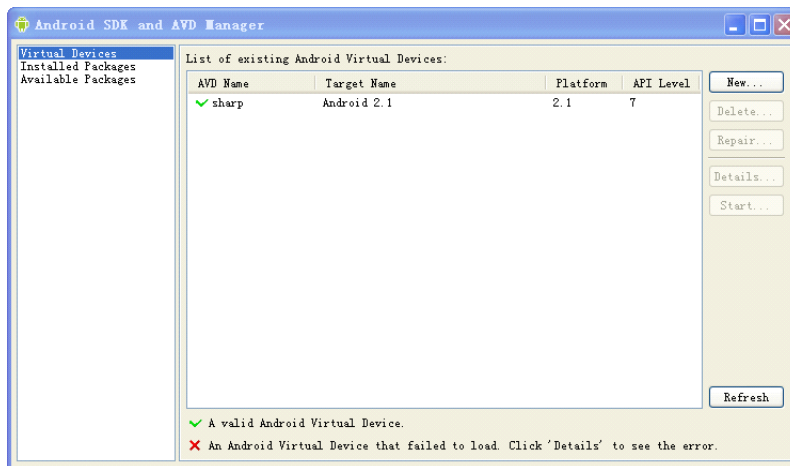 Android SDK and AVD Manager
Virtual Devices
Installed Packages
Available Packages
List of existing Android Virtual Devices:
AVD Name Target Name Platform API Level
sharp Android 2.1 2.1 7
New...
Delete...
Repair...
Details...
Start...
Refresh
A valid Android Virtual Device.
An Android Virtual Device that failed to load. Click 'Details' to see the error.